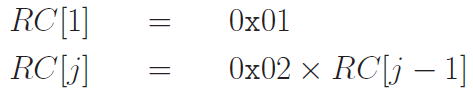 RC[1] = 0x01
RC[j] = 0x02 × RC[j − 1]